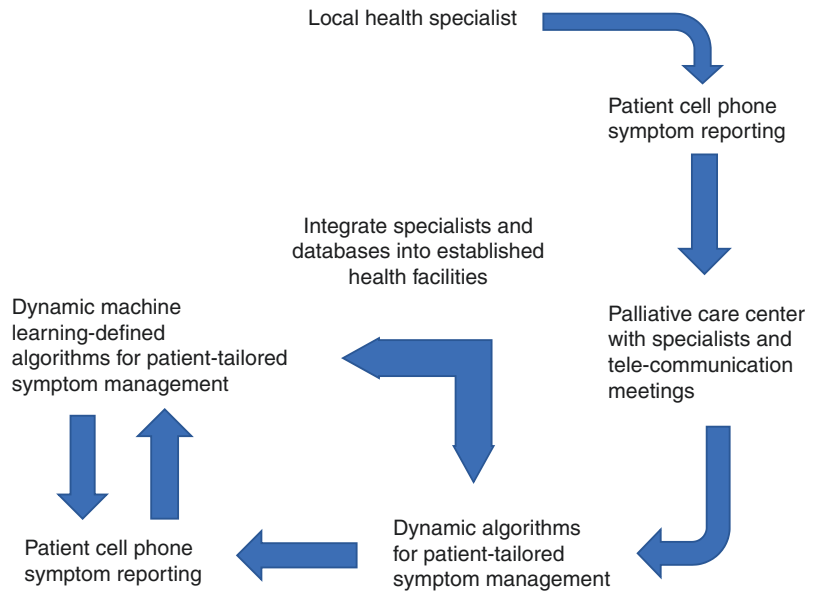 Local health specialist
Patient cell phone
symptom reporting
Integrate specialists and
databases into established
health facilities
Dynamic machine
learning-defined
algorithms for patient-tailored
symptom management
Palliative care center
with specialists and
tele-communication
meetings
Patient cell phone
symptom reporting
Dynamic algorithms
for patient-tailored
symptom management